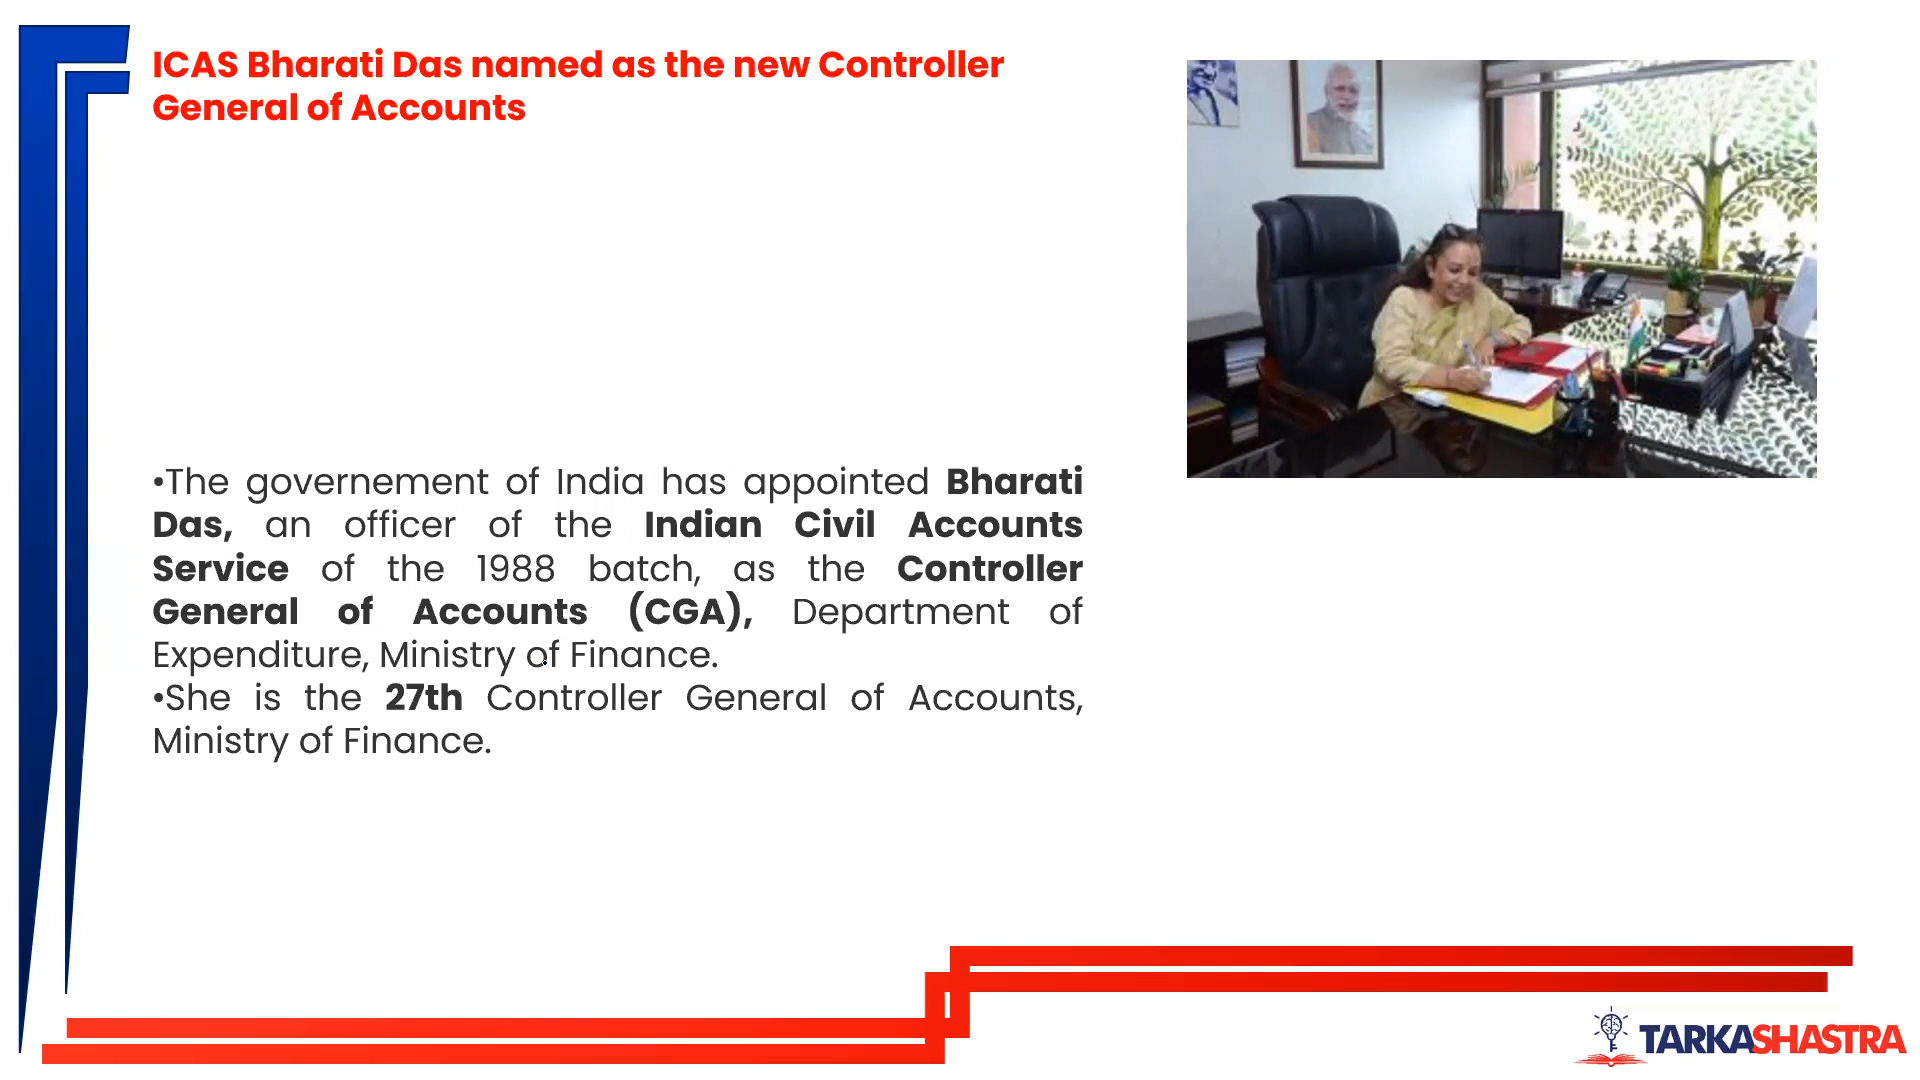 ICAS Bharati Das named as the new Controller
General of Accounts
•The governement of India has appointed Bharati
Das, an officer of the Indian Civil Accounts
Service of the 1988 batch, as the Controller
General of Accounts (CGA), Department of
Expenditure, Ministry of Finance.
•She is the 27th Controller General of Accounts,
Ministry of Finance.
TARKASHASTRA